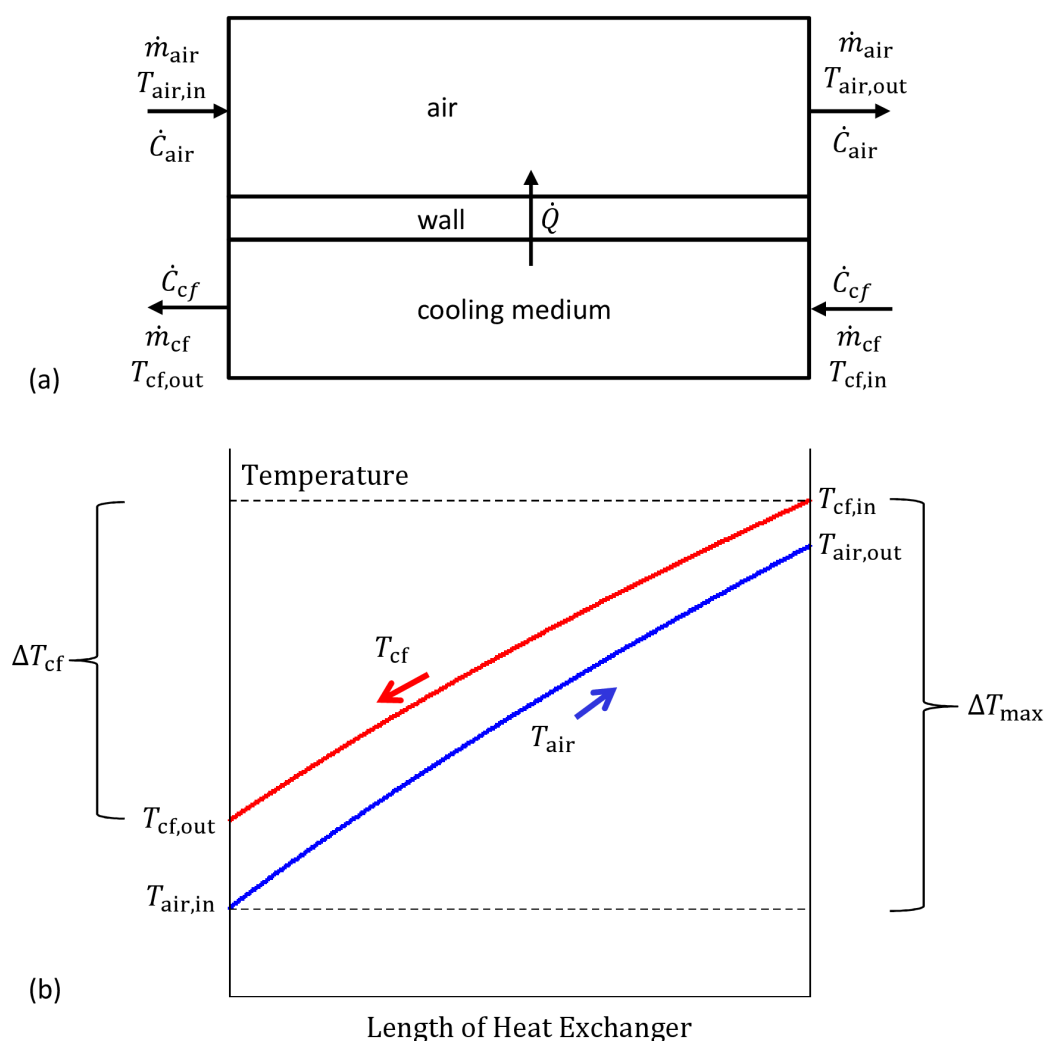 ṁair ṁair
Tair,in Tair,out
air
Ċair Ċair
wall Q̇
Ċcf Ċcf
cooling medium
ṁcf ṁcf
(a) Tcf,out Tcf,in
Temperature
Tcf,in
Tair,out
Tcf
ΔTcf
ΔTmax
Tair
Tcf,out
Tair,in
(b)
Length of Heat Exchanger